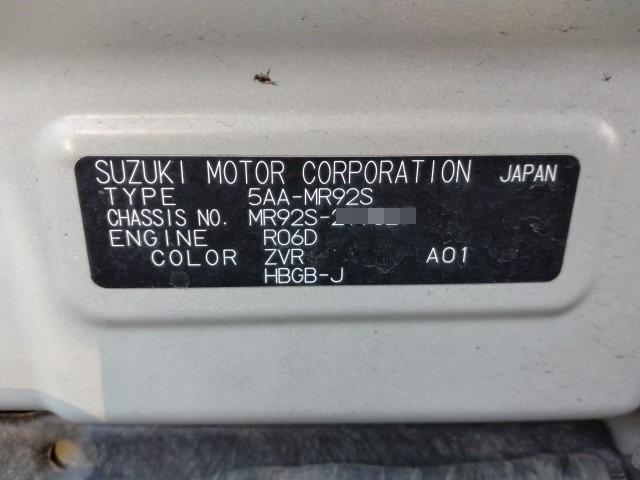 SUZUKI MOTOR CORPORATION JAPAN
TYPE 5AA-MR92S
CHASSIS NO. MR92S-
ENGINE R06D
COLOR ZVR A01
HBGB-J